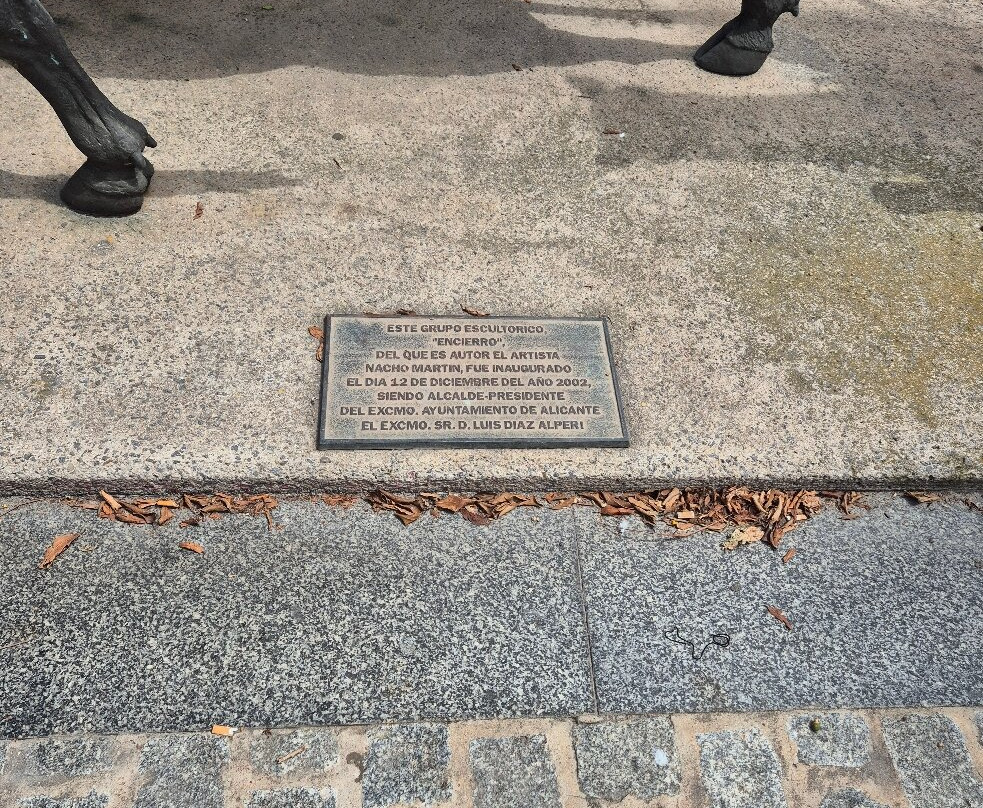 ESTE GRUPO ESCULTORICO,
"ENCIERRO",
DEL QUE ES AUTOR EL ARTISTA
NACHO MARTIN, FUE INAUGURADO
EL DIA 12 DE DICIEMBRE DEL AÑO 2002,
SIENDO ALCALDE-PRESIDENTE
DEL EXCMO. AYUNTAMIENTO DE ALICANTE
EL EXCMO. SR. D. LUIS DIAZ ALPERI